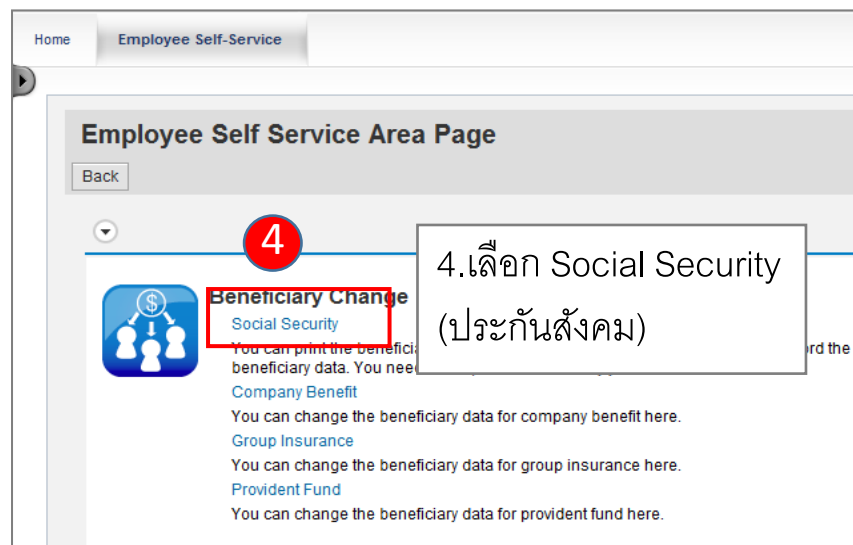 Home Employee Self-Service
Employee Self Service Area Page
Back
4
4.เลือก Social Security
(ประกันสังคม)
Beneficiary Change
Social Security
You can print the benefici rd the
beneficiary data. You nee
Company Benefit
You can change the beneficiary data for company benefit here.
Group Insurance
You can change the beneficiary data for group insurance here.
Provident Fund
You can change the beneficiary data for provident fund here.